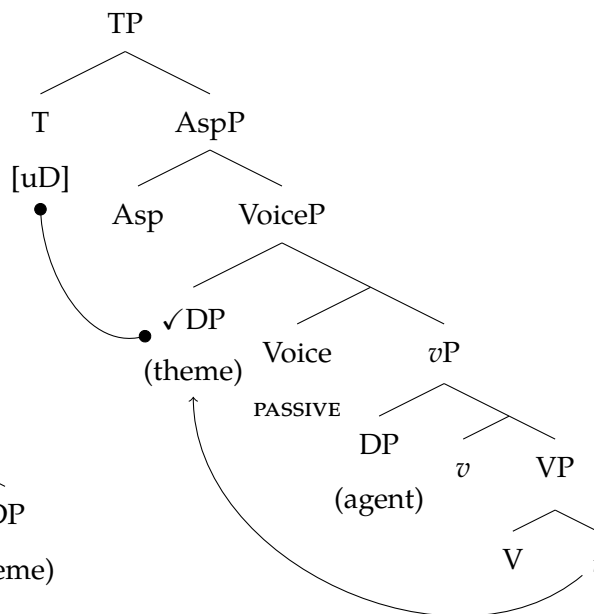 TP
T AspP
[uD]
Asp VoiceP
✓DP Voice vP
(theme) PASSIVE
DP v VP
(agent)
V